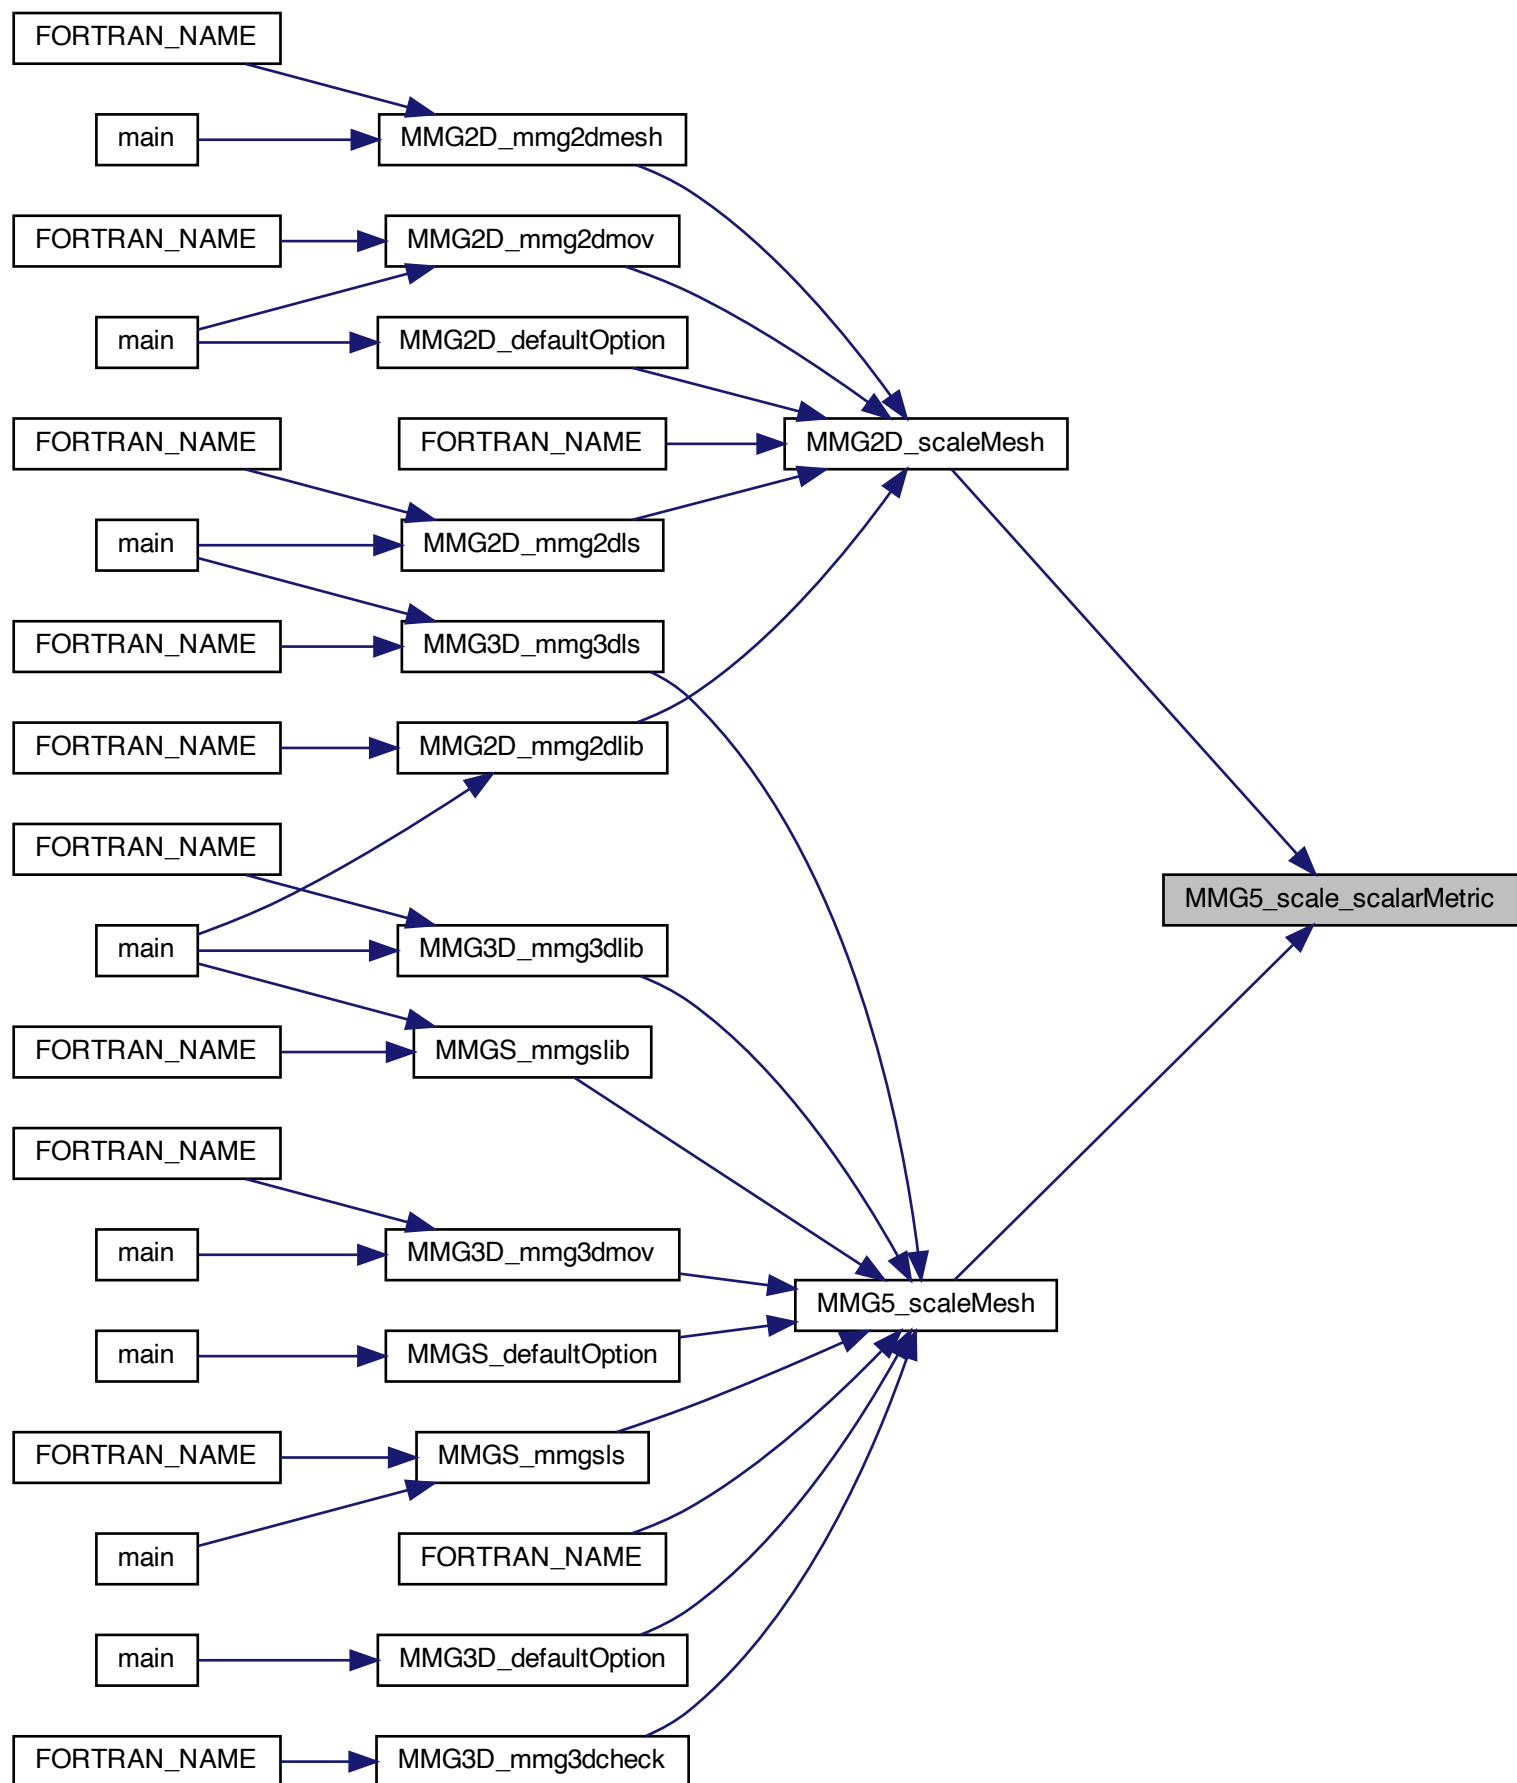 FORTRAN_NAME
main
MMG2D_mmg2dmesh
FORTRAN_NAME
MMG2D_mmg2dmov
main
MMG2D_defaultOption
FORTRAN_NAME
FORTRAN_NAME
MMG2D_scaleMesh
main
MMG2D_mmg2dls
FORTRAN_NAME
MMG3D_mmg3dls
FORTRAN_NAME
MMG2D_mmg2dlib
FORTRAN_NAME
MMG5_scale_scalarMetric
main
MMG3D_mmg3dlib
FORTRAN_NAME
MMGS_mmgslib
FORTRAN_NAME
main
MMG3D_mmg3dmov
MMG5_scaleMesh
main
MMGS_defaultOption
FORTRAN_NAME
MMGS_mmgsls
main
FORTRAN_NAME
main
MMG3D_defaultOption
FORTRAN_NAME
MMG3D_mmg3dcheck